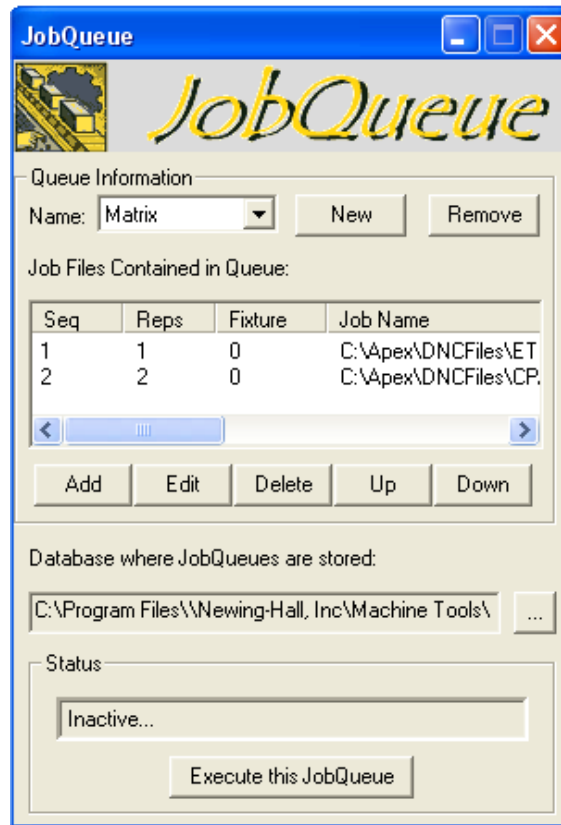 JobQueue
JobQueue
Queue Information
Name: Matrix New Remove
Job Files Contained in Queue:
Seq Reps Fixture Job Name
1 1 0 C:\Apex\DNCFiles\ET
2 2 0 C:\Apex\DNCFiles\CP
Add Edit Delete Up Down
Database where JobQueues are stored:
C:\Program Files\\Newing-Hall, Inc\Machine Tools\ ...
Status
Inactive...
Execute this JobQueue